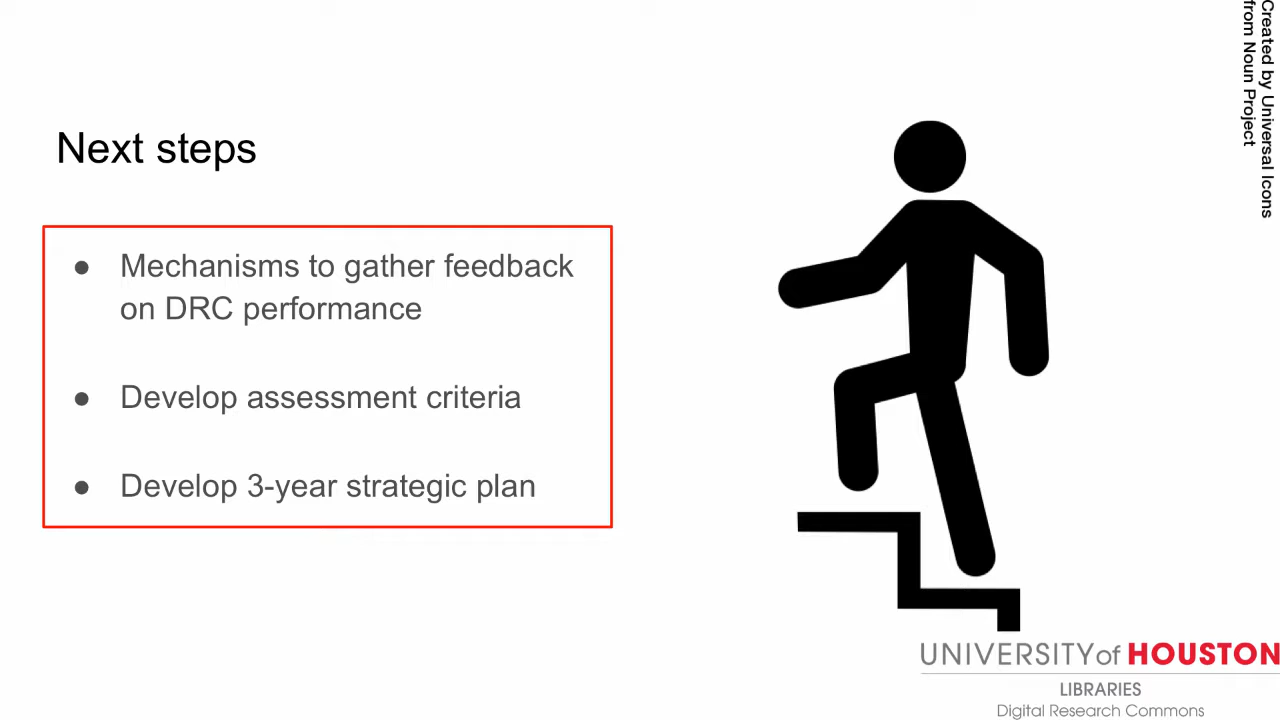 Next steps
● Mechanisms to gather feedback
on DRC performance
● Develop assessment criteria
● Develop 3-year strategic plan
Created by Universal Icons
from Noun Project
UNIVERSITY of HOUSTON
LIBRARIES
Digital Research Commons